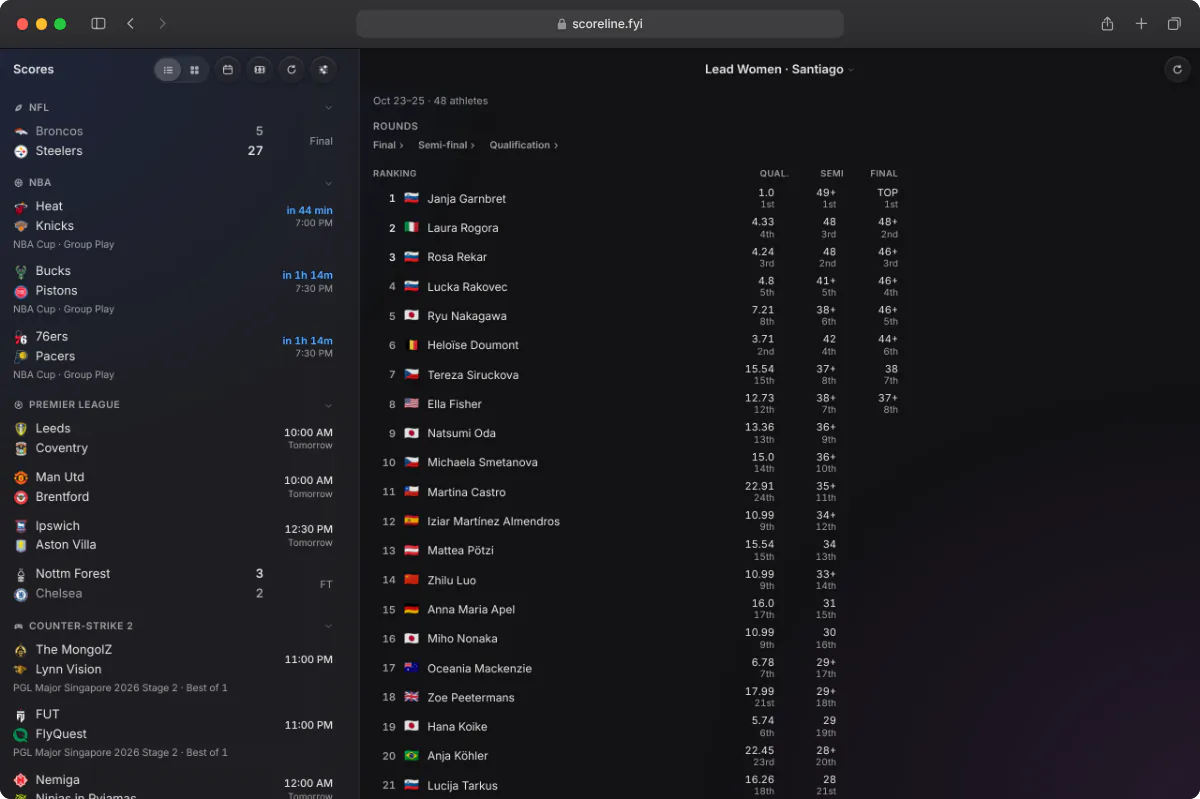 scoreline.fyi
Scores
NFL
Broncos 5
Steelers 27
Final
NBA
Heat
Knicks
in 44 min
7:00 PM
NBA Cup · Group Play
Bucks
Pistons
in 1h 14m
7:30 PM
NBA Cup · Group Play
76ers
Pacers
in 1h 14m
7:30 PM
NBA Cup · Group Play
PREMIER LEAGUE
Leeds
Coventry
10:00 AM
Tomorrow
Man Utd
Brentford
10:00 AM
Tomorrow
Ipswich
Aston Villa
12:30 PM
Tomorrow
Nottm Forest 3
Chelsea 2
FT
COUNTER-STRIKE 2
The MongolZ
Lynn Vision
11:00 PM
PGL Major Singapore 2026 Stage 2 · Best of 1
FUT
FlyQuest
11:00 PM
PGL Major Singapore 2026 Stage 2 · Best of 1
Nemiga
Ninjas in Pyjamas
12:00 AM
Tomorrow
Lead Women · Santiago
Oct 23–25 · 48 athletes
ROUNDS
Final › Semi-final › Qualification ›
RANKING QUAL. SEMI FINAL
1 Janja Garnbret 1.0 49+ TOP
1st 1st 1st
2 Laura Rogora 4.33 48 48+
4th 3rd 2nd
3 Rosa Rekar 4.24 48 46+
3rd 2nd 3rd
4 Lucka Rakovec 4.8 41+ 46+
5th 5th 4th
5 Ryu Nakagawa 7.21 38+ 46+
8th 6th 5th
6 Heloïse Doumont 3.71 42 44+
2nd 4th 6th
7 Tereza Siruckova 15.54 37+ 38
15th 8th 7th
8 Ella Fisher 12.73 38+ 37+
12th 7th 8th
9 Natsumi Oda 13.36 36+
13th 9th
10 Michaela Smetanova 15.0 36+
14th 10th
11 Martina Castro 22.91 35+
24th 11th
12 Iziar Martínez Almendros 10.99 34+
9th 12th
13 Mattea Pötzi 15.54 34
15th 13th
14 Zhilu Luo 10.99 33+
9th 14th
15 Anna Maria Apel 16.0 31
17th 15th
16 Miho Nonaka 10.99 30
9th 16th
17 Oceania Mackenzie 6.78 29+
7th 17th
18 Zoe Peetermans 17.99 29+
21st 18th
19 Hana Koike 5.74 29
6th 19th
20 Anja Köhler 22.45 28+
23rd 20th
21 Lucija Tarkus 16.26 28
18th 21st